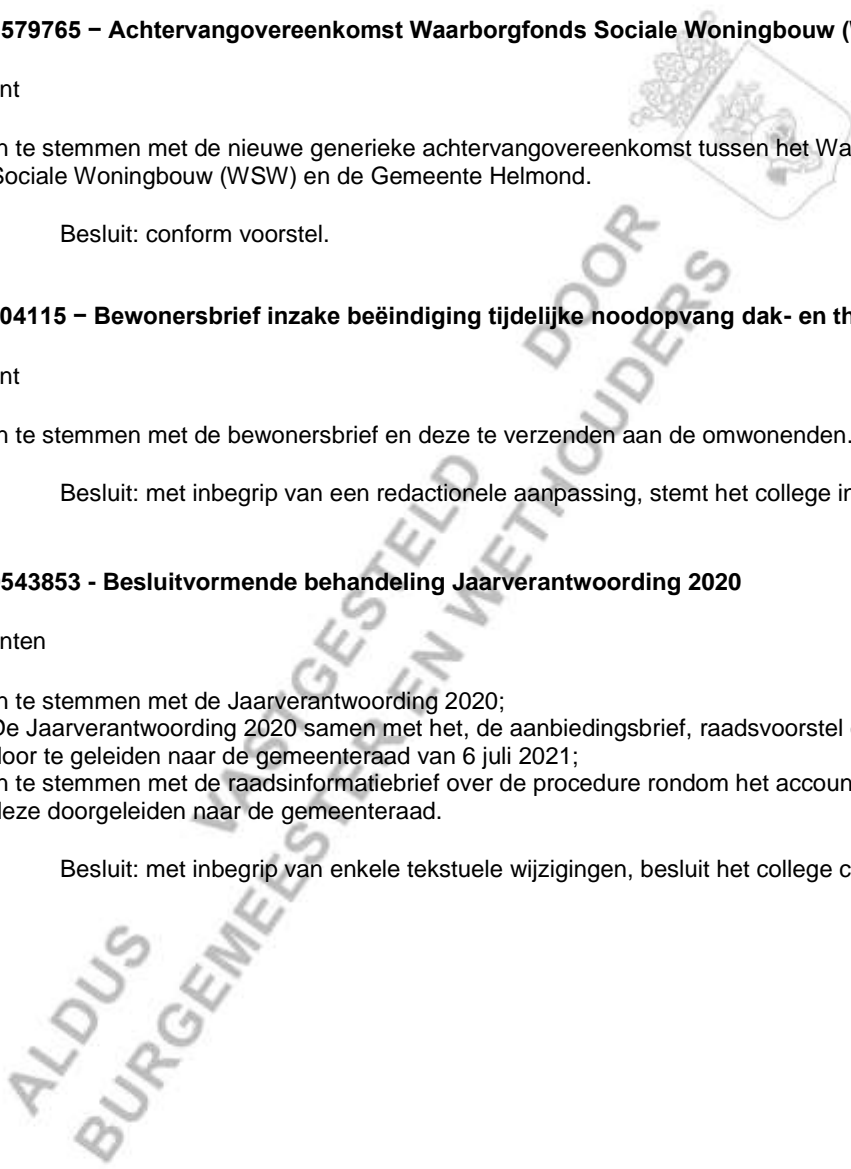 579765 – Achtervangovereenkomst Waarborgfonds Sociale Woningbouw (
nt
n te stemmen met de nieuwe generieke achtervangovereenkomst tussen het Wa
Sociale Woningbouw (WSW) en de Gemeente Helmond.
Besluit: conform voorstel.
04115 – Bewonersbrief inzake beëindiging tijdelijke noodopvang dak- en th
nt
n te stemmen met de bewonersbrief en deze te verzenden aan de omwonenden.
Besluit: met inbegrip van een redactionele aanpassing, stemt het college in
543853 - Besluitvormende behandeling Jaarverantwoording 2020
nten
n te stemmen met de Jaarverantwoording 2020;
De Jaarverantwoording 2020 samen met het, de aanbiedingsbrief, raadsvoorstel
door te geleiden naar de gemeenteraad van 6 juli 2021;
n te stemmen met de raadsinformatiebrief over de procedure rondom het accoun
deze doorgeleiden naar de gemeenteraad.
Besluit: met inbegrip van enkele tekstuele wijzigingen, besluit het college c
ALDUS VASTGESTELD DOOR
BURGEMEESTER EN WETHOUDERS